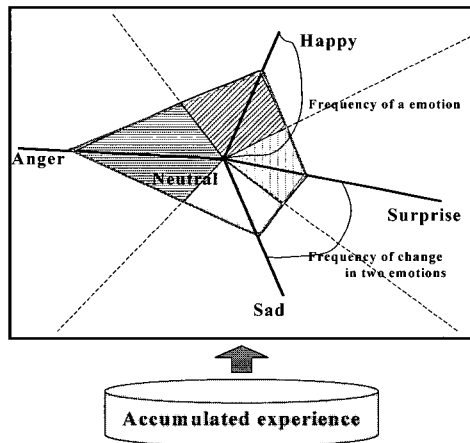 Happy
Frequency of a emotion
Anger
Neutral
Surprise
Frequency of change
in two emotions
Sad
Accumulated experience